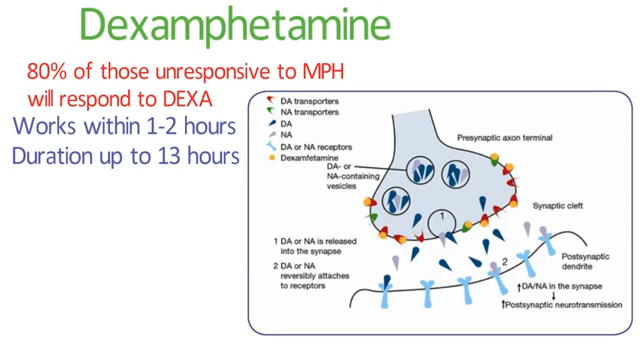 Dexamphetamine
80% of those unresponsive to MPH
will respond to DEXA
Works within 1-2 hours
Duration up to 13 hours
DA transporters
NA transporters
DA
NA
DA or NA receptors
Dexamfetamine
DA- or
NA-containing
vesicles
Presynaptic axon terminal
1
Synaptic cleft
1 DA or NA is released
into the synapse
2 DA or NA
reversibly attaches
to receptors
2
Postsynaptic
dendrite
↑DA/NA in the synapse
↓
↑Postsynaptic neurotransmission